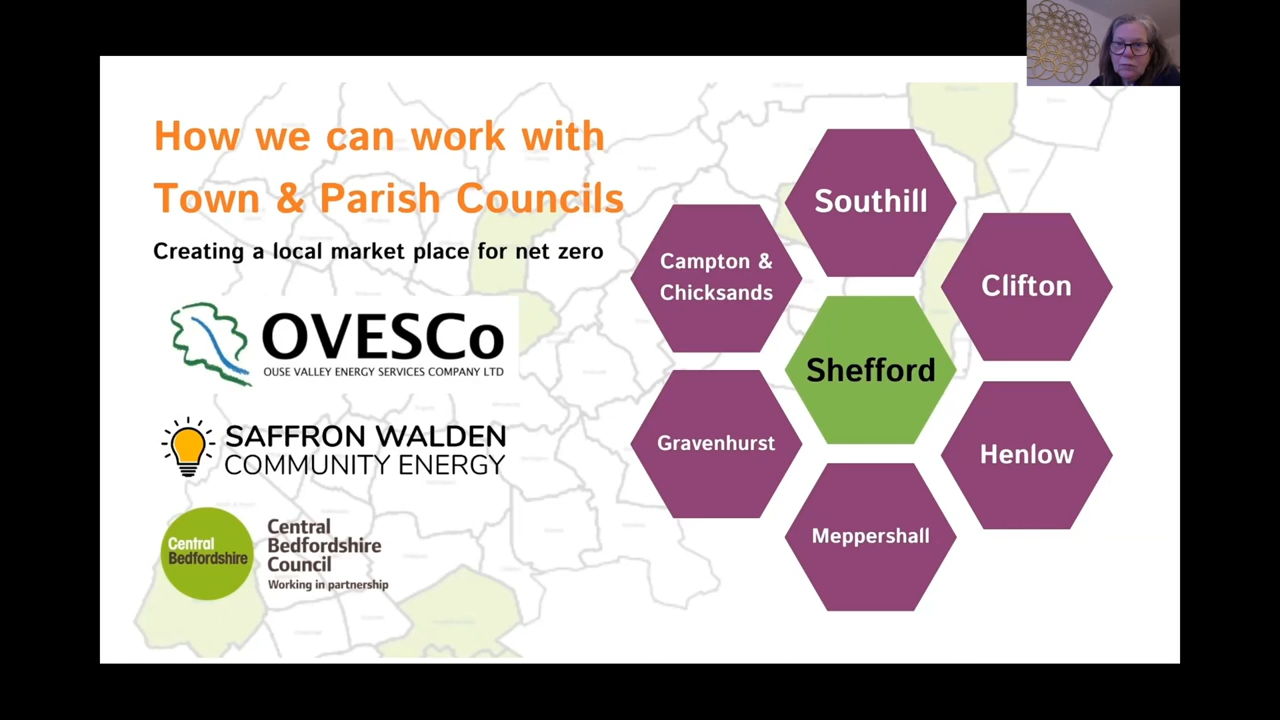 How we can work with
Town & Parish Councils
Creating a local market place for net zero
OVESCo
OUSE VALLEY ENERGY SERVICES COMPANY LTD
SAFFRON WALDEN
COMMUNITY ENERGY
Central
Bedfordshire
Central
Bedfordshire
Council
Working in partnership
Southill
Campton &
Chicksands
Clifton
Shefford
Gravenhurst
Henlow
Meppershall